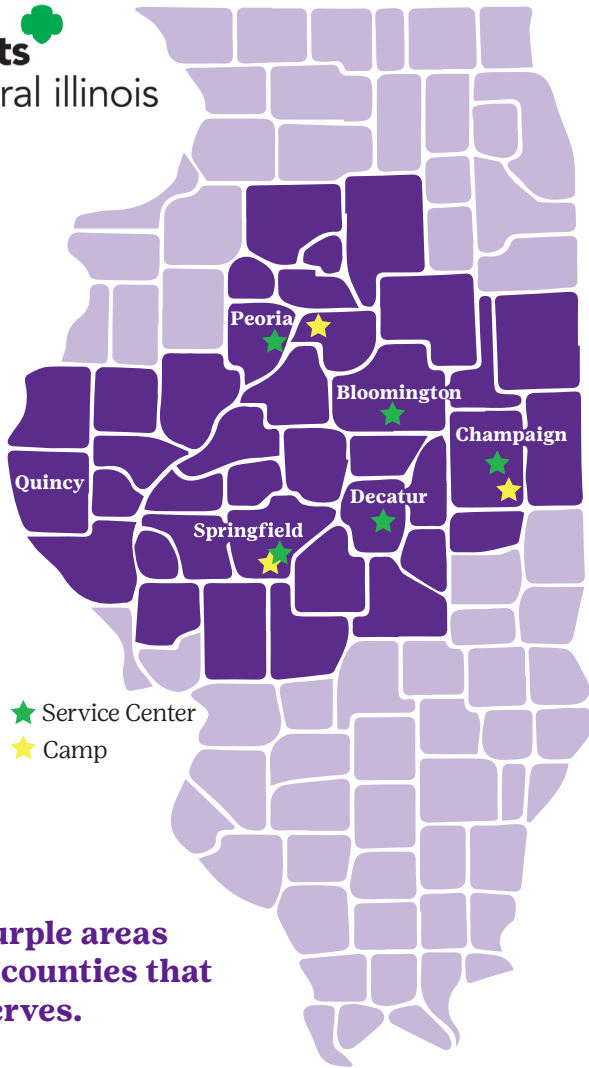 ts
ral illinois
Peoria
Bloomington
Champaign
Quincy
Decatur
Springfield
Service Center
Camp
urple areas
counties that
erves.